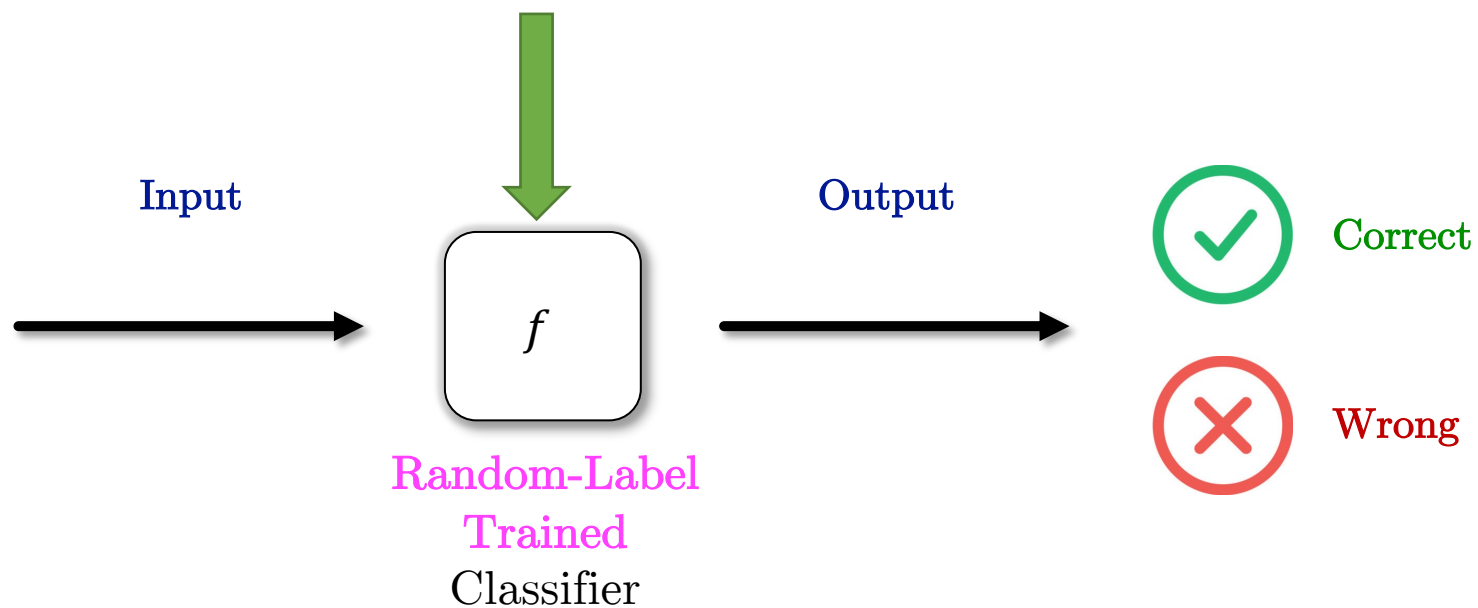 Input
Output
Correct
f
Wrong
Random-Label
Trained
Classifier